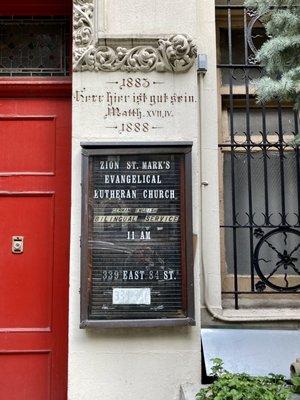 1883
Herr hier ist gut sein.
Matth. XVII, IV.
1888
ZION ST. MARK'S
EVANGELICAL
LUTHERAN CHURCH
BILINGUAL SERVICE
11 AM
339 EAST 84 ST.